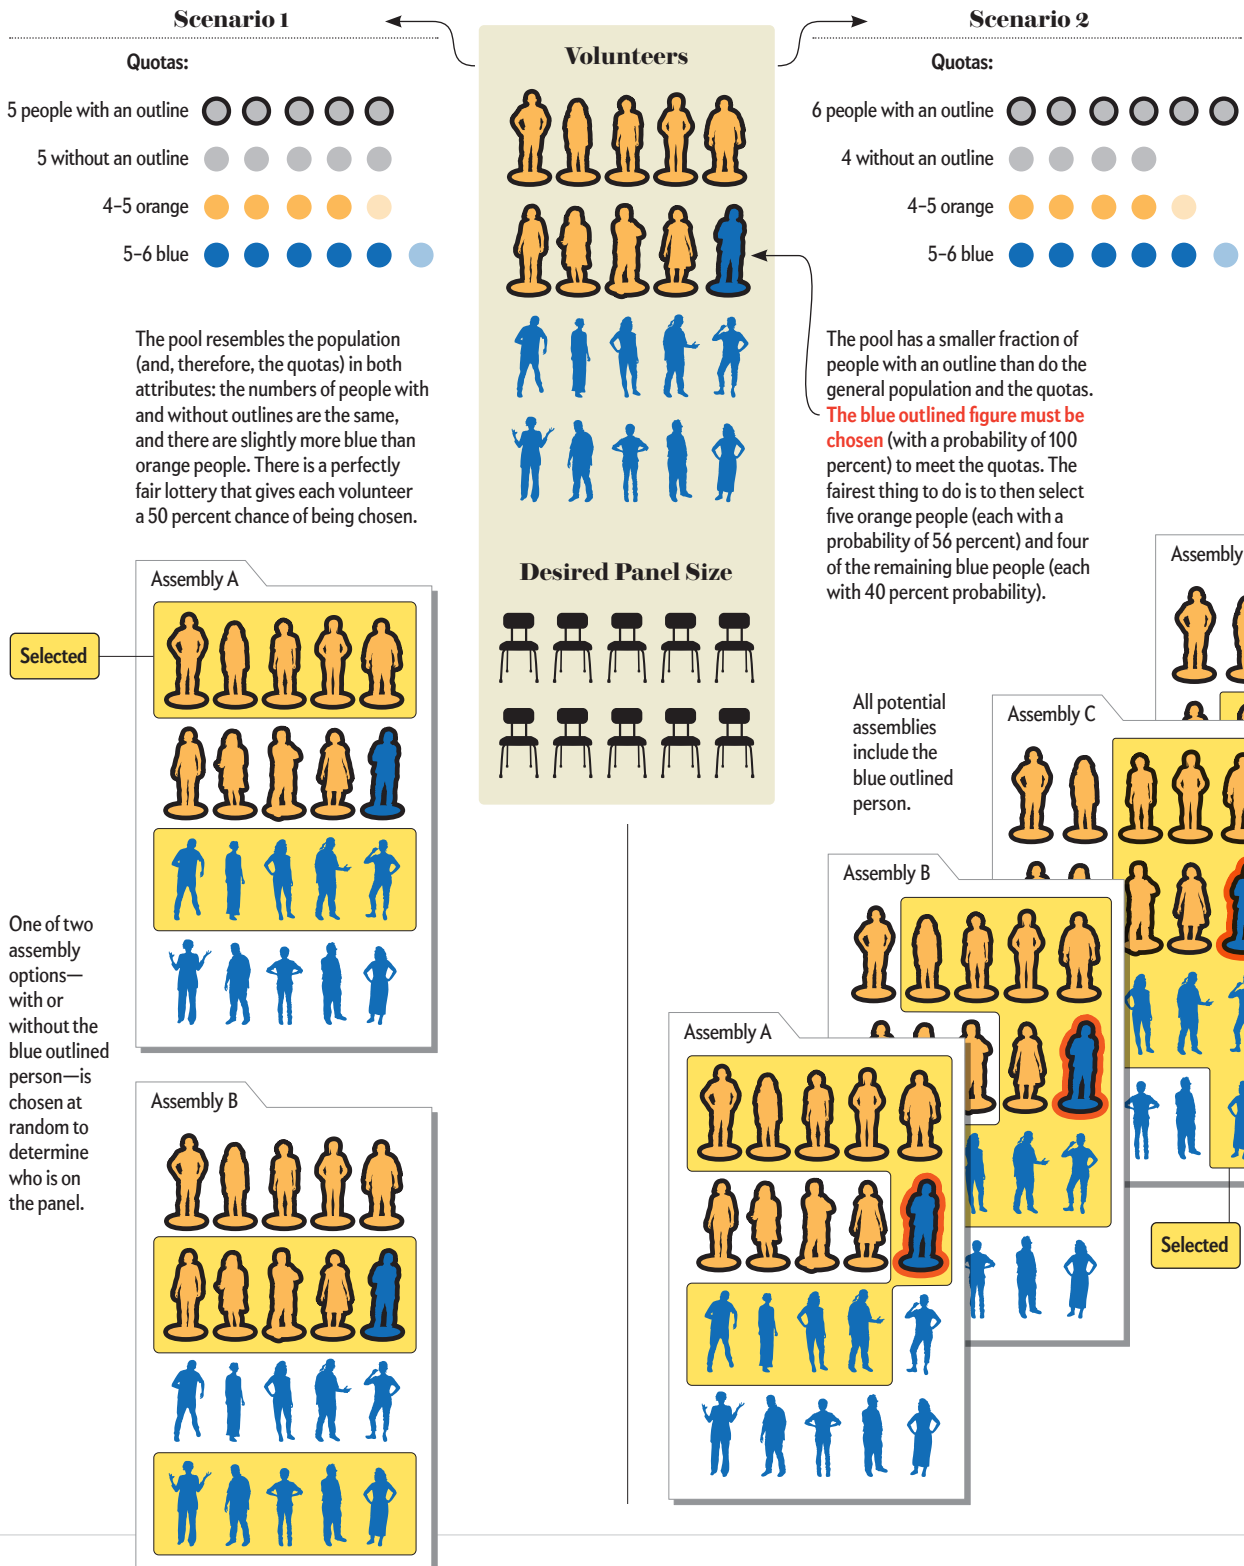 Scenario 1
Quotas:
5 people with an outline
5 without an outline
4–5 orange
5–6 blue
The pool resembles the population
(and, therefore, the quotas) in both
attributes: the numbers of people with
and without outlines are the same,
and there are slightly more blue than
orange people. There is a perfectly
fair lottery that gives each volunteer
a 50 percent chance of being chosen.
Volunteers
Desired Panel Size
Scenario 2
Quotas:
6 people with an outline
4 without an outline
4–5 orange
5–6 blue
The pool has a smaller fraction of
people with an outline than do the
general population and the quotas.
The blue outlined figure must be
chosen (with a probability of 100
percent) to meet the quotas. The
fairest thing to do is to then select
five orange people (each with a
probability of 56 percent) and four
of the remaining blue people (each
with 40 percent probability).
Assembly A
Selected
One of two
assembly
options—
with or
without the
blue outlined
person—is
chosen at
random to
determine
who is on
the panel.
Assembly B
All potential
assemblies
include the
blue outlined
person.
Assembly
Assembly C
Assembly B
Assembly A
Selected